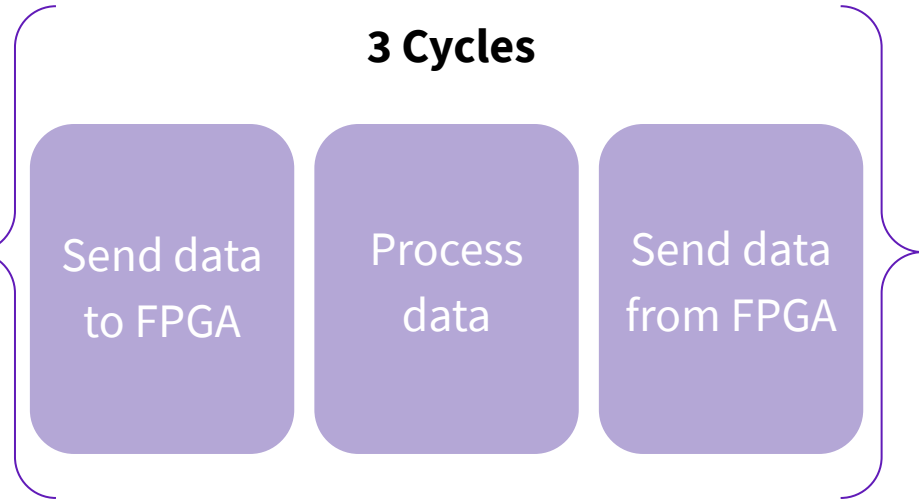 3 Cycles
Send data
to FPGA
Process
data
Send data
from FPGA